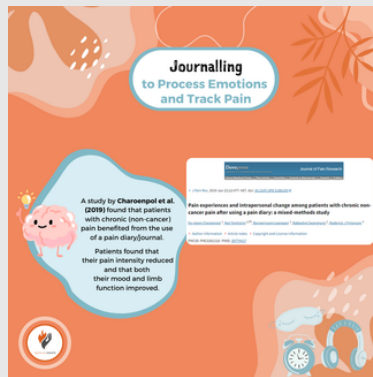 Journalling
to Process Emotions
and Track Pain
A study by Charoenpol et al.
(2019) found that patients
with chronic (non-cancer)
pain benefited from the use
of a pain diary/journal.
Patients found that
their pain intensity reduced
and that both
their mood and limb
function improved.
Journal of Pain Research
Pain experiences and intrapersonal change among patients with chronic non-
cancer pain after using a pain diary: a mixed-methods study